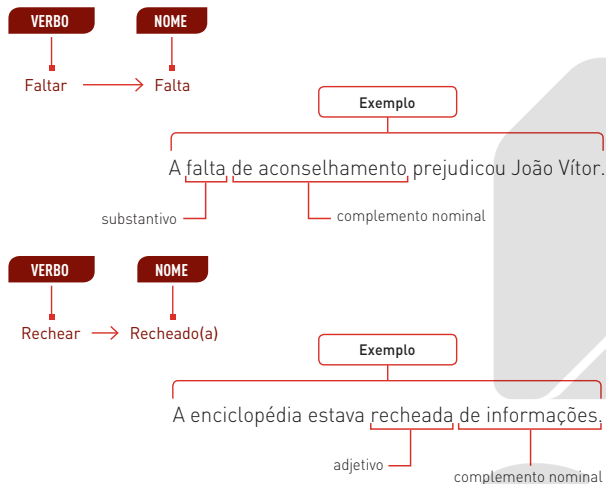 VERBO NOME
Faltar Falta
Exemplo
A falta de aconselhamento prejudicou João Vítor.
substantivo complemento nominal
VERBO NOME
Rechear Recheado(a)
Exemplo
A enciclopédia estava recheada de informações.
adjetivo complemento nominal